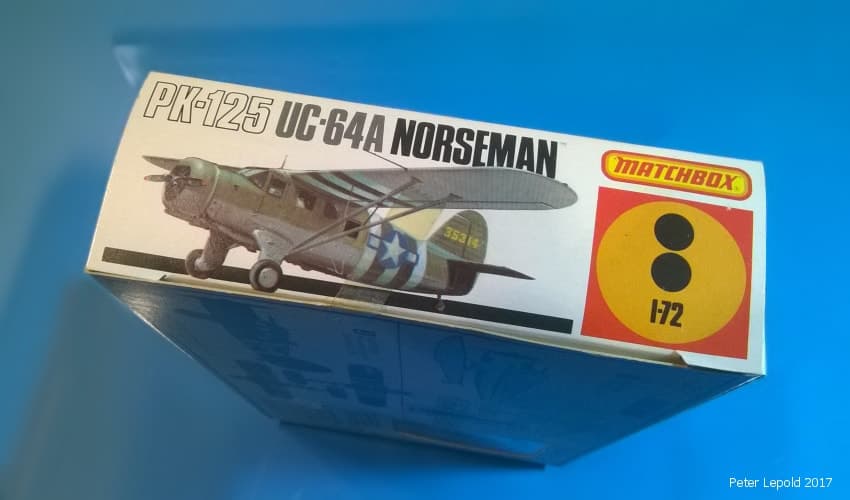 PK-125 UC-64A NORSEMAN
MATCHBOX
35314
1-72
Peter Lepold 2017